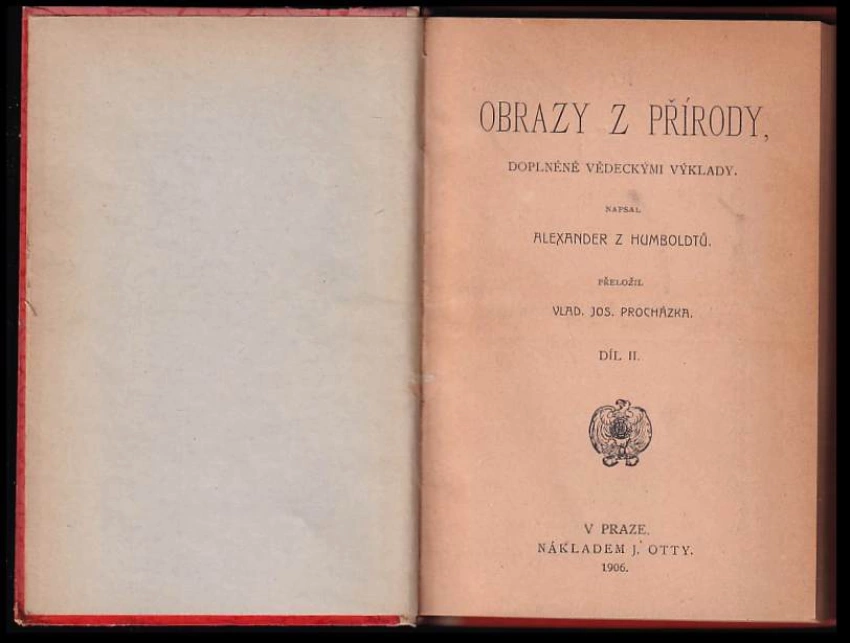 OBRAZY Z PŘÍRODY,
DOPLNĚNÉ VĚDECKÝMI VÝKLADY.
NAPSAL
ALEXANDER Z HUMBOLDTŮ.
PŘELOŽIL
VLAD. JOS. PROCHÁZKA.
DÍL II.
V PRAZE.
NÁKLADEM J. OTTY.
1906.